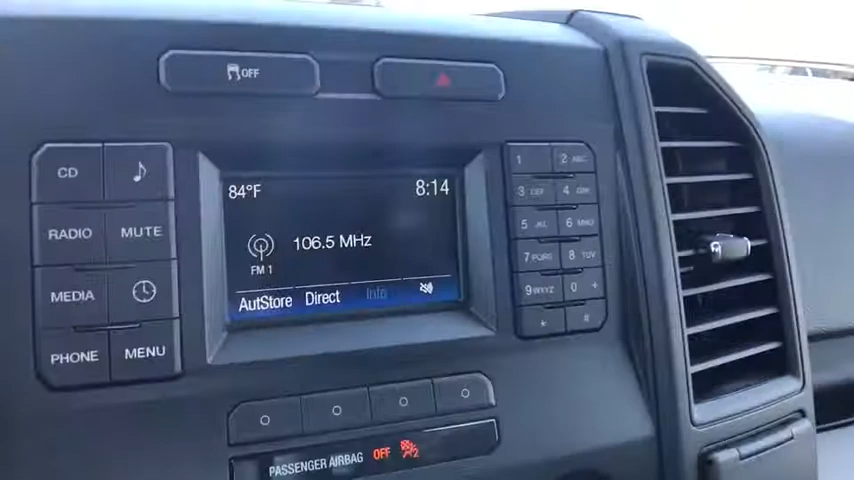 OFF
CD
RADIO MUTE
MEDIA
PHONE MENU
84°F 8:14
106.5 MHz
FM 1
AutoStore Direct Info
1 2 ABC
3 DEF 4 GHI
5 JKL 6 MNO
7 PQRS 8 TUV
9 WXYZ 0 +
* #
PASSENGER AIRBAG OFF 2